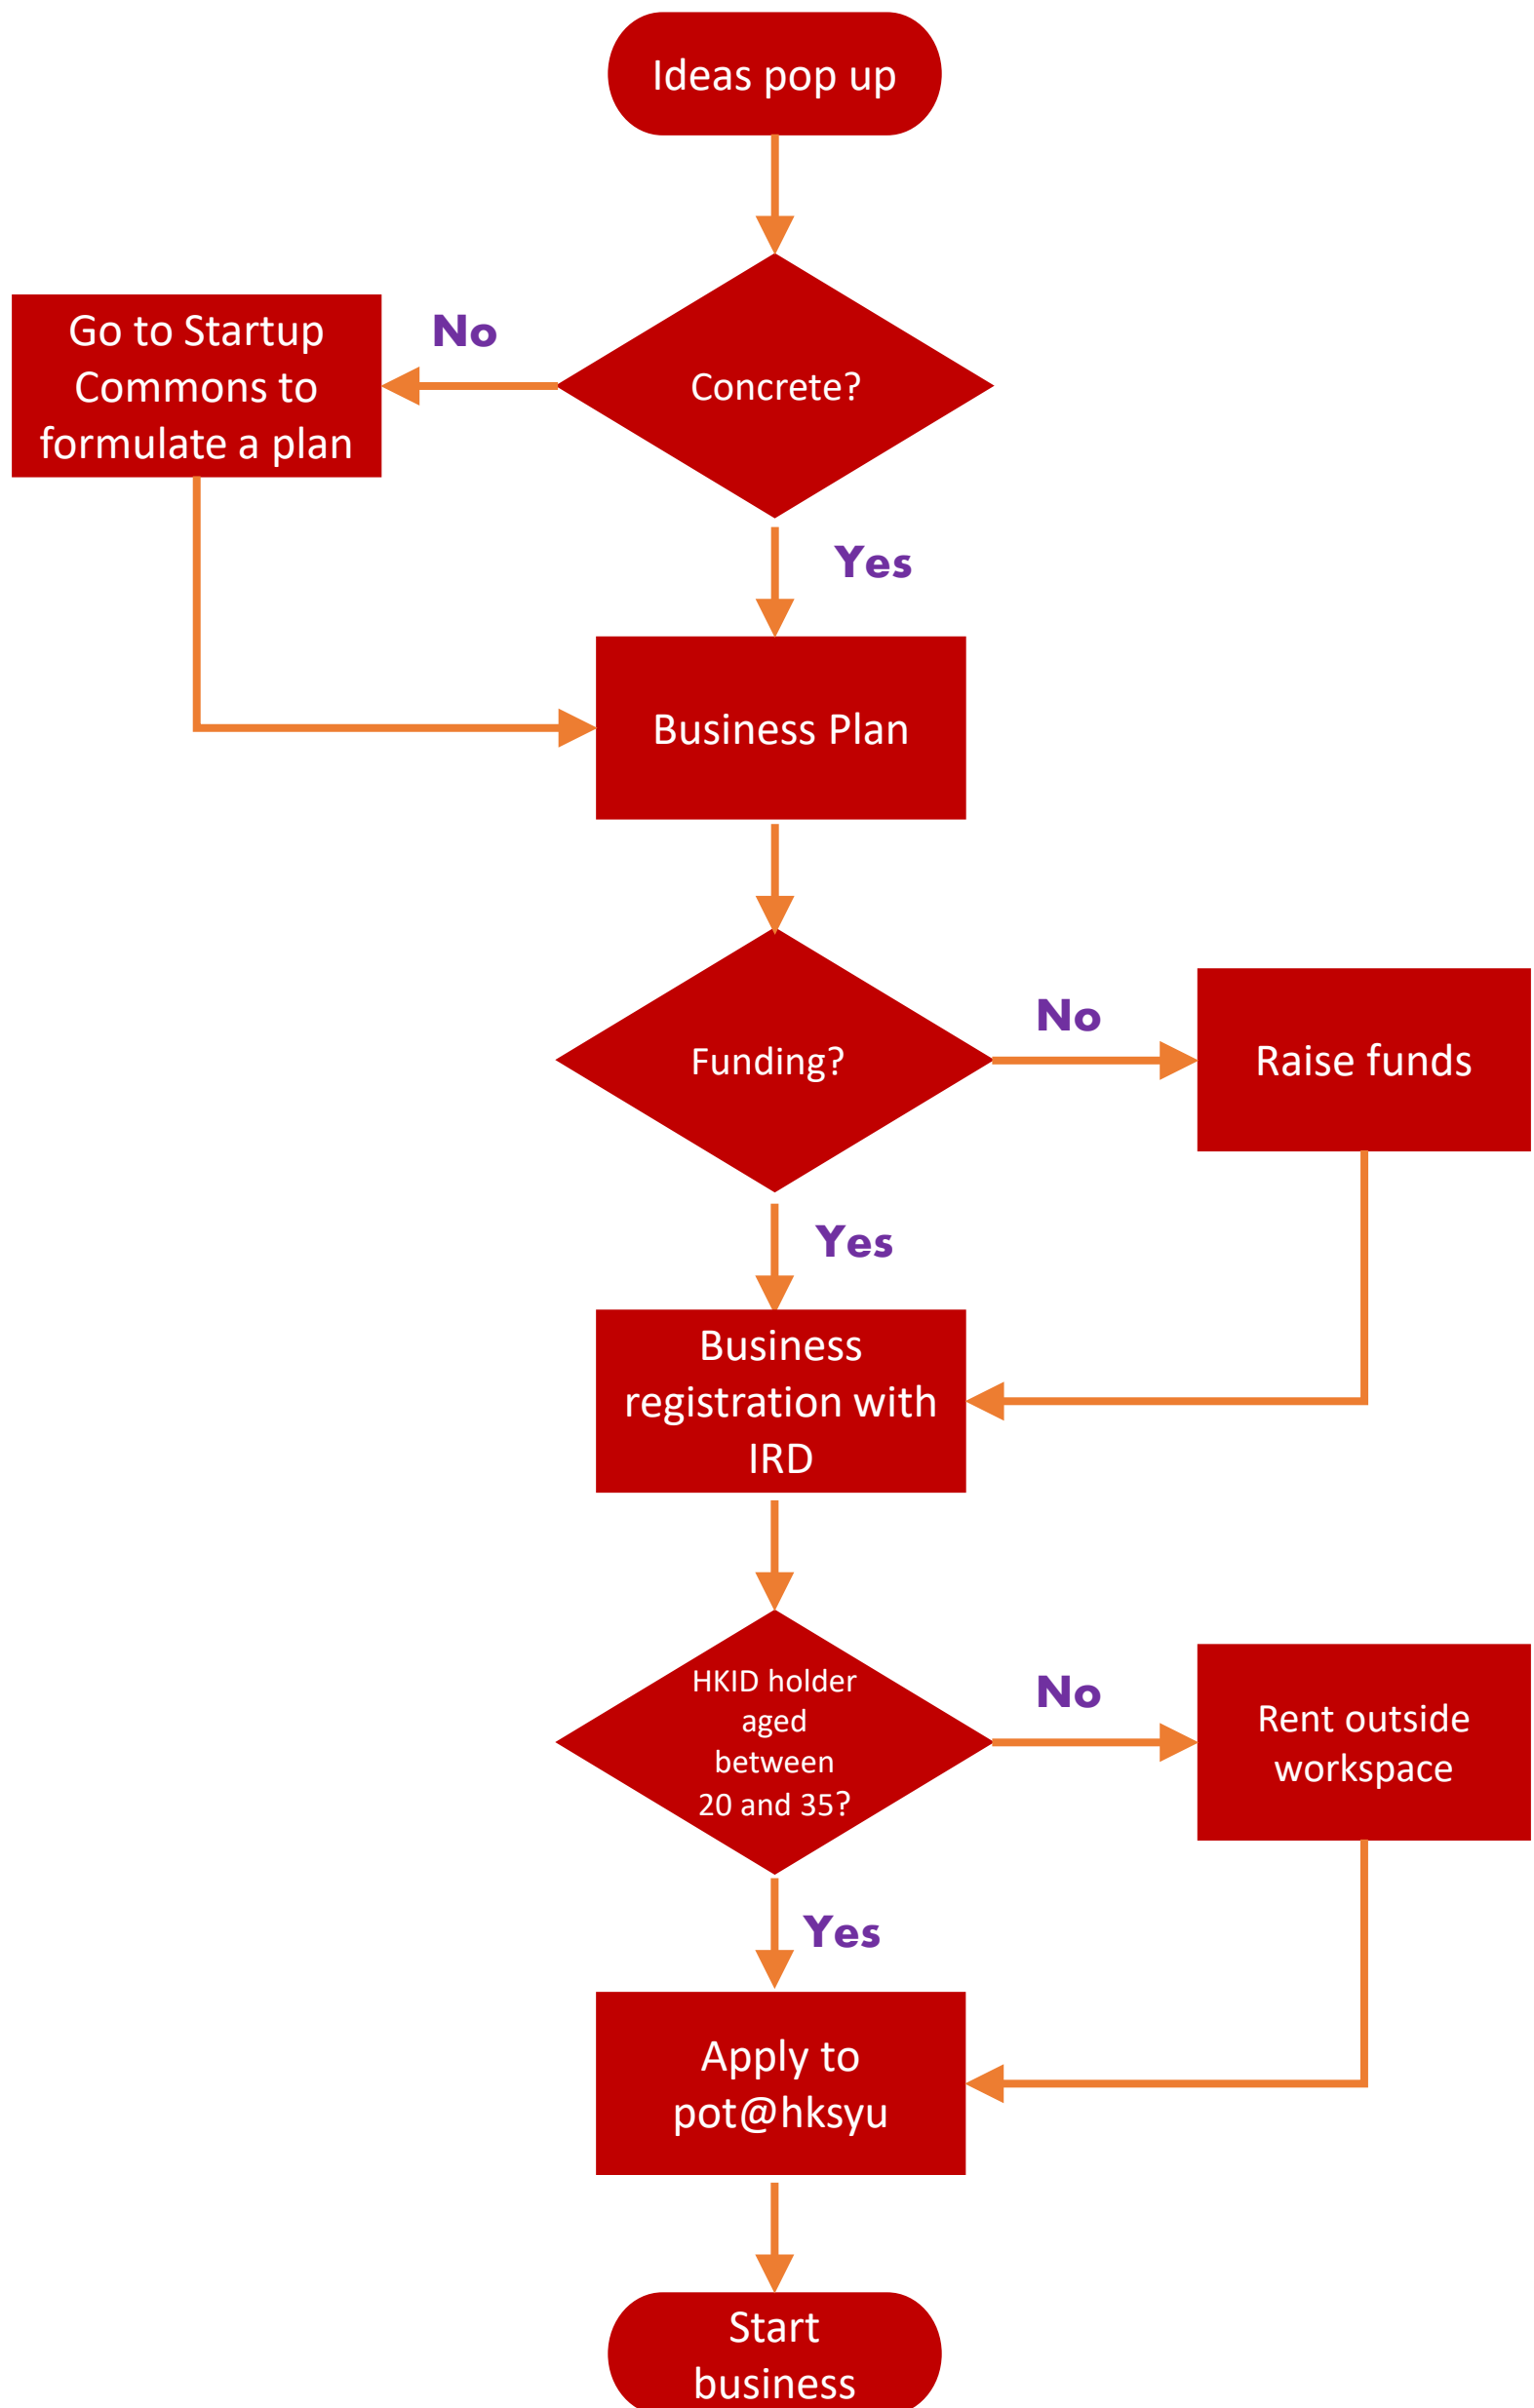 Ideas pop up
Concrete?
No
Go to Startup
Commons to
formulate a plan
Yes
Business Plan
Funding?
No
Raise funds
Yes
Business
registration with
IRD
HKID holder
aged
between
20 and 35?
No
Rent outside
workspace
Yes
Apply to
pot@hksyu
Start
business